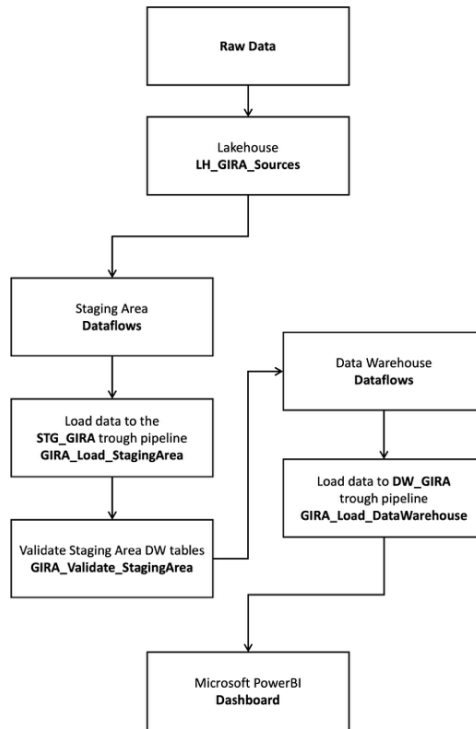 Raw Data
Lakehouse
LH_GIRA_Sources
Staging Area
Dataflows
Load data to the
STG_GIRA trough pipeline
GIRA_Load_StagingArea
Validate Staging Area DW tables
GIRA_Validate_StagingArea
Data Warehouse
Dataflows
Load data to DW_GIRA
trough pipeline
GIRA_Load_DataWarehouse
Microsoft PowerBI
Dashboard